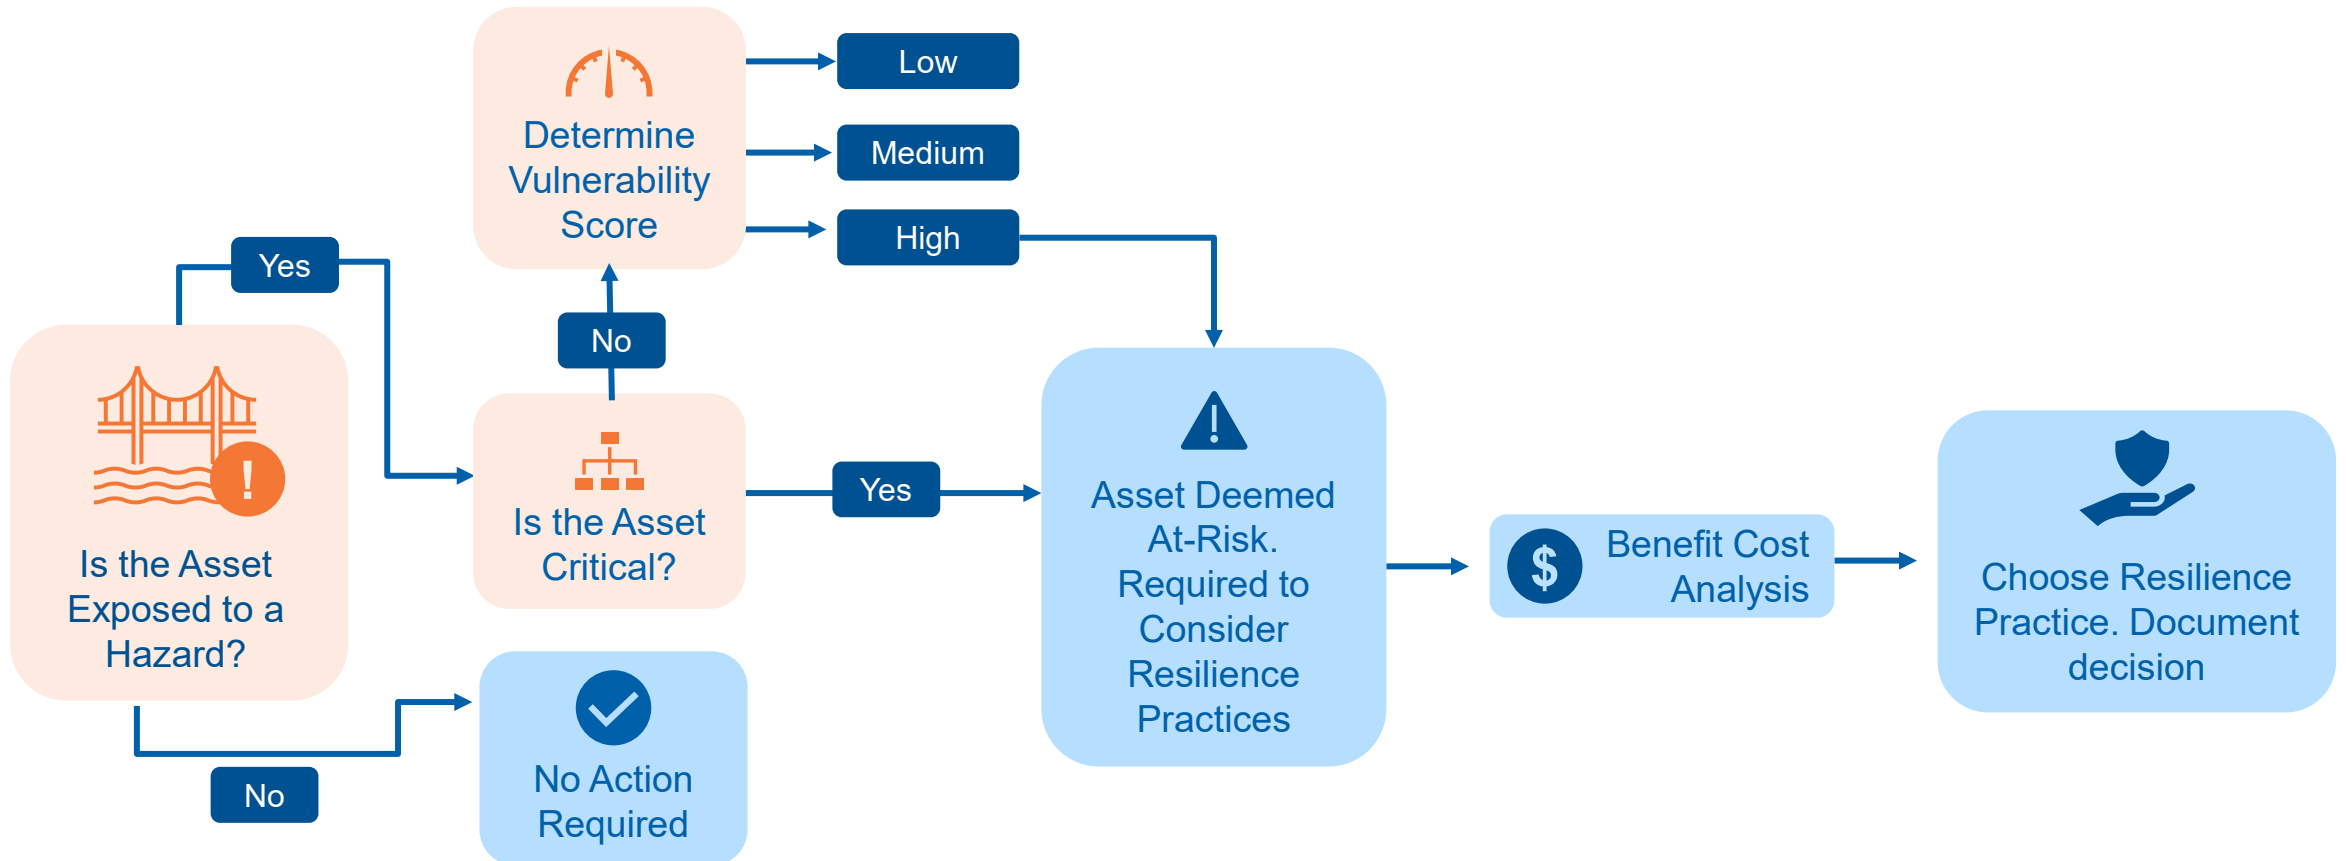 Low
Determine
Vulnerability
Score
Medium
High
Yes
No
Is the Asset
Exposed to a
Hazard?
Is the Asset
Critical?
Yes
Asset Deemed
At-Risk.
Required to
Consider
Resilience
Practices
Benefit Cost
Analysis
Choose Resilience
Practice. Document
decision
No
No Action
Required